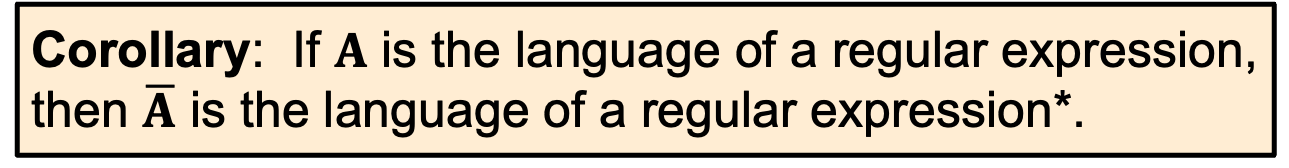 Corollary: If A is the language of a regular expression,
then A̅ is the language of a regular expression*.